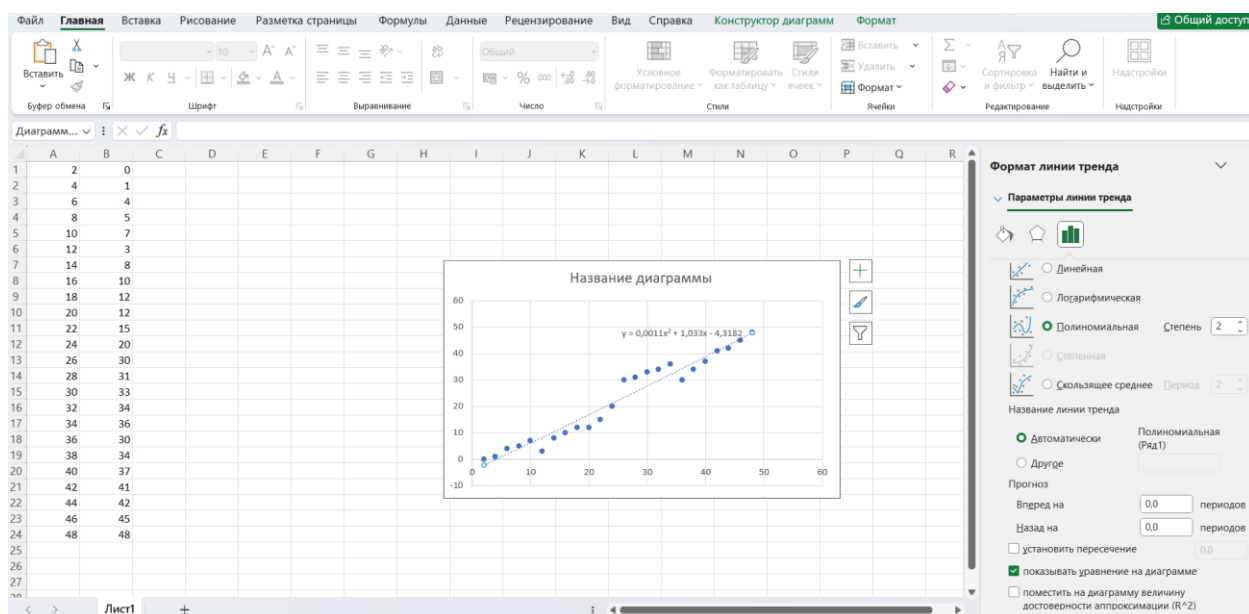 Файл Главная Вставка Рисование Разметка страницы Формулы Данные Рецензирование Вид Справка Конструктор диаграмм Формат Общий доступ
Вставить
Ж К Ч 10 A^ Aˇ
Общий
% 000
Условное форматирование
Форматировать как таблицу
Стили ячеек
Вставить
Удалить
Формат
Сортировка и фильтр
Найти и выделить
Надстройки
Буфер обмена Шрифт Выравнивание Число Стили Ячейки Редактирование Надстройки
Диаграмм... fx
A B C D E F G H I J K L M N O P Q R
1 2 0
2 4 1
3 6 4
4 8 5
5 10 7
6 12 3
7 14 8
8 16 10
9 18 12
10 20 12
11 22 15
12 24 20
13 26 30
14 28 31
15 30 33
16 32 34
17 34 36
18 36 30
19 38 34
20 40 37
21 42 41
22 44 42
23 46 45
24 48 48
25
26
27
Название диаграммы
y = 0,0011x² + 1,033x - 4,3182
60
50
40
30
20
10
0
-10
0 10 20 30 40 50 60
Формат линии тренда
Параметры линии тренда
Линейная
Логарифмическая
Полиномиальная Степень 2
Степенная
Скользящее среднее Период 2
Название линии тренда
Автоматически Полиномиальная (Ряд1)
Другое
Прогноз
Вперед на 0,0 периодов
Назад на 0,0 периодов
установить пересечение 0,0
показывать уравнение на диаграмме
поместить на диаграмму величину
достоверности аппроксимации (R^2)
Лист1